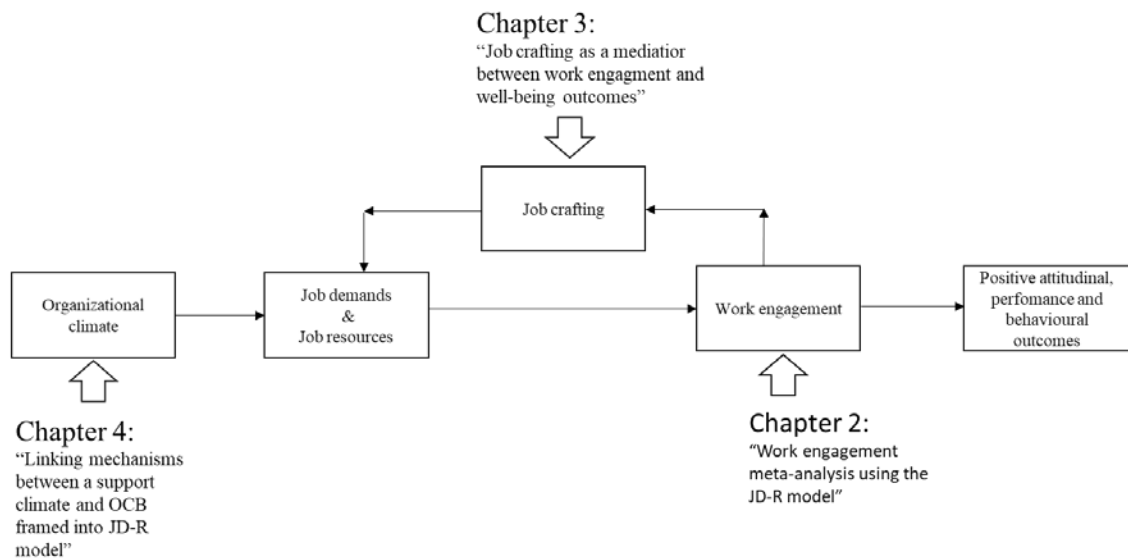 Chapter 3:
“Job crafting as a mediatior
between work engagment and
well-being outcomes”
Job crafting
Organizational
climate
Job demands
&
Job resources
Work engagement
Positive attitudinal,
perfomance and
behavioural
outcomes
Chapter 4:
“Linking mechanisms
between a support
climate and OCB
framed into JD-R
model”
Chapter 2:
“Work engagement
meta-analysis using the
JD-R model”